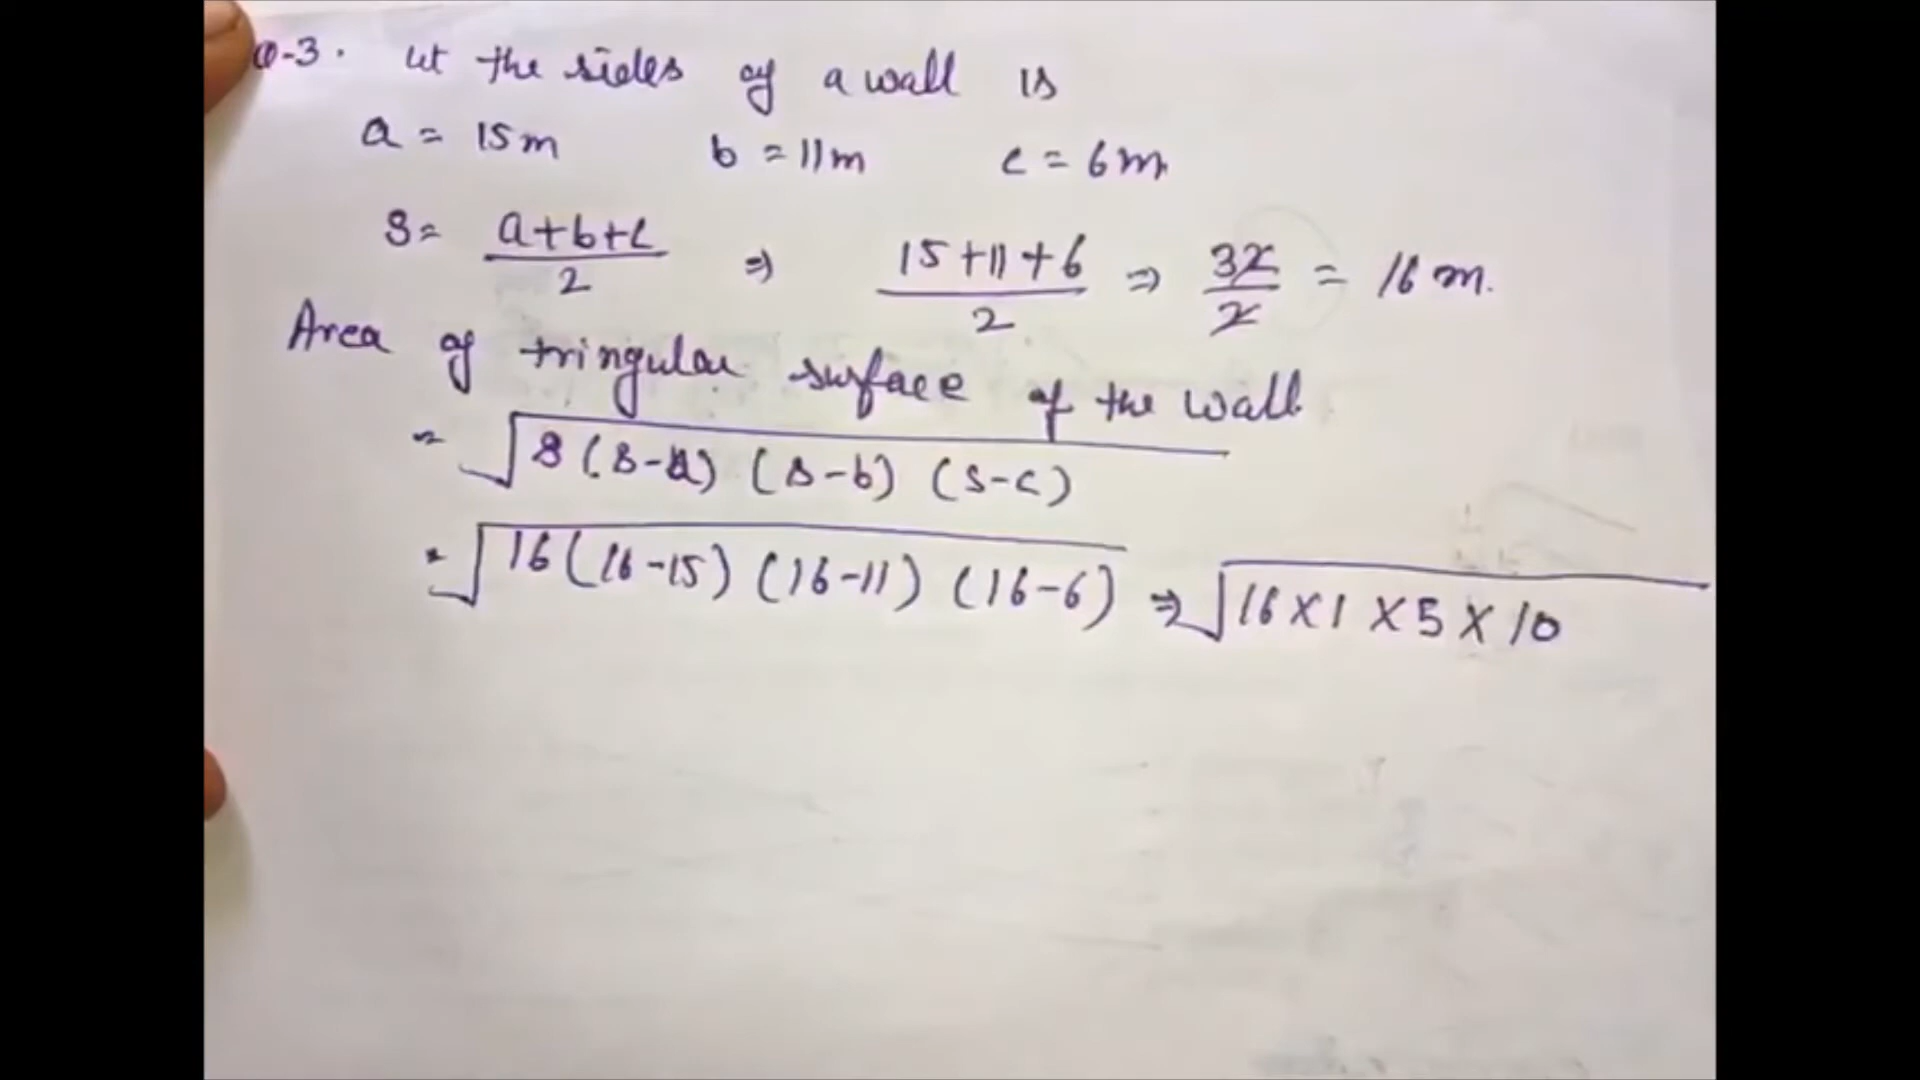 Q-3. let the sides of a wall is
a = 15m b = 11m c = 6m
S = a+b+c/2 ⇒ 15+11+6/2 ⇒ 32/2 = 16 m.
Area of tringular surface of the wall
= √s(s-a) (s-b) (s-c)
= √16(16-15) (16-11) (16-6) ⇒ √16×1×5×10